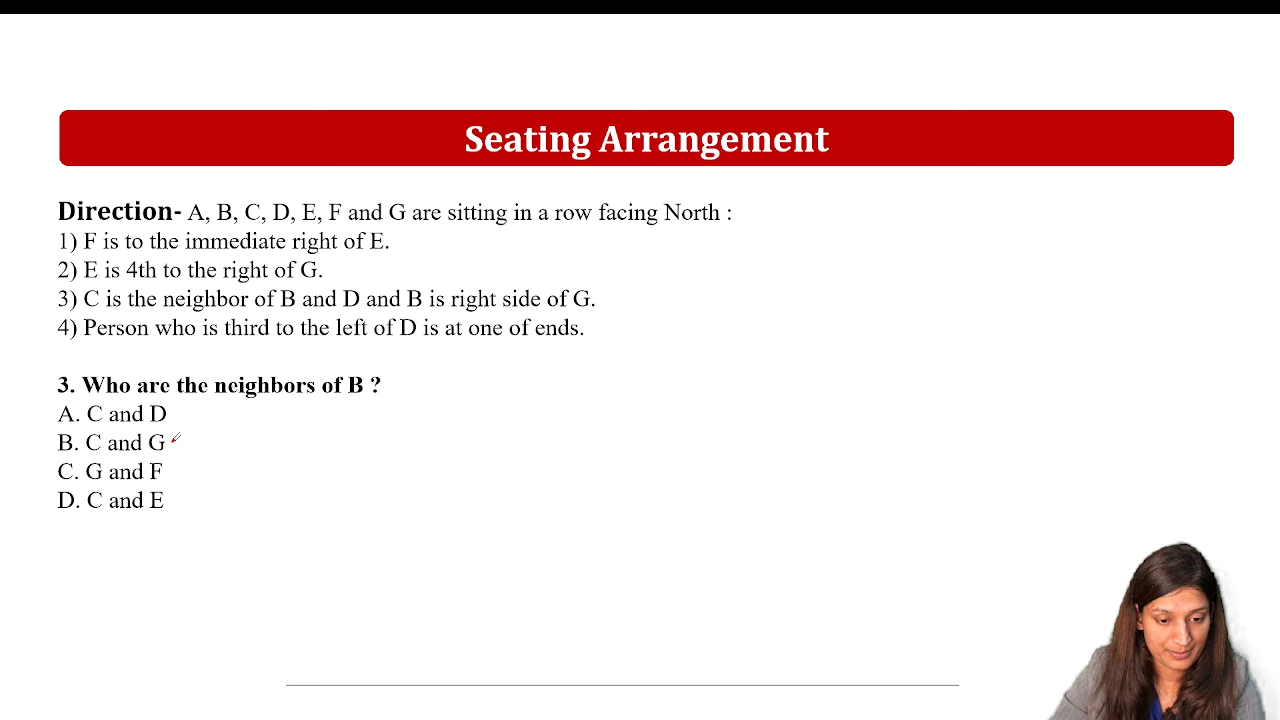 Seating Arrangement
Direction- A, B, C, D, E, F and G are sitting in a row facing North :
1) F is to the immediate right of E.
2) E is 4th to the right of G.
3) C is the neighbor of B and D and B is right side of G.
4) Person who is third to the left of D is at one of ends.
3. Who are the neighbors of B ?
A. C and D
B. C and G
C. G and F
D. C and E